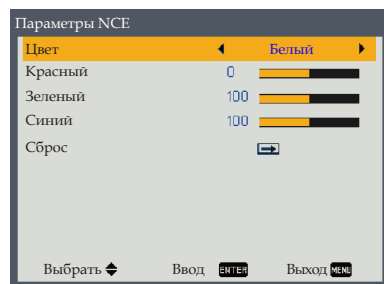 Параметры NCE
Цвет Белый
Красный 0
Зеленый 100
Синий 100
Сброс
Выбрать Ввод ENTER Выход MENU